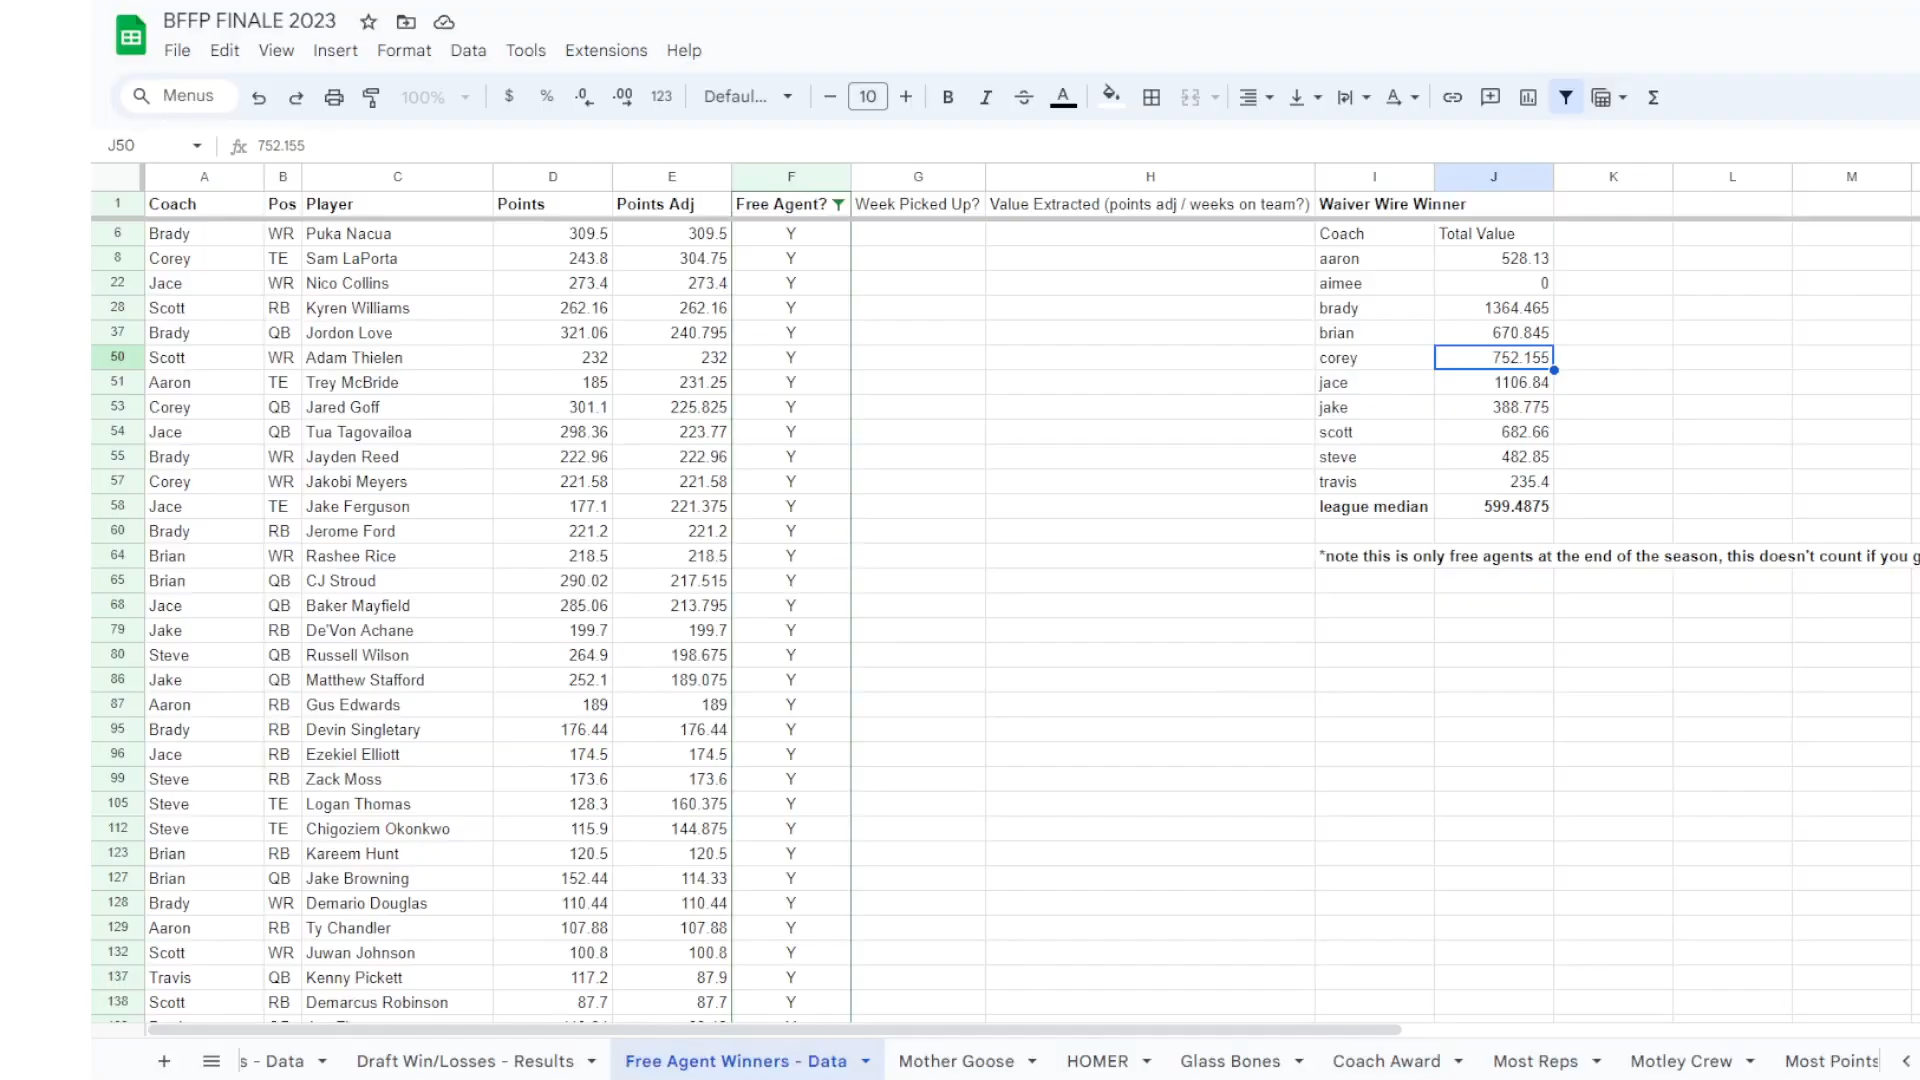 BFFP FINALE 2023
File Edit View Insert Format Data Tools Extensions Help
Menus 100% $ % .0 .00 123 Defaul... 10 B I A A Σ
J50 fx 752.155
A B C D E F G H I J K L M
1 Coach Pos Player Points Points Adj Free Agent? Week Picked Up? Value Extracted (points adj / weeks on team?) Waiver Wire Winner
6 Brady WR Puka Nacua 309.5 309.5 Y Coach Total Value
8 Corey TE Sam LaPorta 243.8 304.75 Y aaron 528.13
22 Jace WR Nico Collins 273.4 273.4 Y aimee 0
28 Scott RB Kyren Williams 262.16 262.16 Y brady 1364.465
37 Brady QB Jordon Love 321.06 240.795 Y brian 670.845
50 Scott WR Adam Thielen 232 232 Y corey 752.155
51 Aaron TE Trey McBride 185 231.25 Y jace 1106.84
53 Corey QB Jared Goff 301.1 225.825 Y jake 388.775
54 Jace QB Tua Tagovailoa 298.36 223.77 Y scott 682.66
55 Brady WR Jayden Reed 222.96 222.96 Y steve 482.85
57 Corey WR Jakobi Meyers 221.58 221.58 Y travis 235.4
58 Jace TE Jake Ferguson 177.1 221.375 Y league median 599.4875
60 Brady RB Jerome Ford 221.2 221.2 Y
64 Brian WR Rashee Rice 218.5 218.5 Y *note this is only free agents at the end of the season, this doesn't count if you g
65 Brian QB CJ Stroud 290.02 217.515 Y
68 Jace QB Baker Mayfield 285.06 213.795 Y
79 Jake RB De'Von Achane 199.7 199.7 Y
80 Steve QB Russell Wilson 264.9 198.675 Y
86 Jake QB Matthew Stafford 252.1 189.075 Y
87 Aaron RB Gus Edwards 189 189 Y
95 Brady RB Devin Singletary 176.44 176.44 Y
96 Jace RB Ezekiel Elliott 174.5 174.5 Y
99 Steve RB Zack Moss 173.6 173.6 Y
105 Steve TE Logan Thomas 128.3 160.375 Y
112 Steve TE Chigoziem Okonkwo 115.9 144.875 Y
123 Brian RB Kareem Hunt 120.5 120.5 Y
127 Brian QB Jake Browning 152.44 114.33 Y
128 Brady WR Demario Douglas 110.44 110.44 Y
129 Aaron RB Ty Chandler 107.88 107.88 Y
132 Scott WR Juwan Johnson 100.8 100.8 Y
137 Travis QB Kenny Pickett 117.2 87.9 Y
138 Scott RB Demarcus Robinson 87.7 87.7 Y
s - Data Draft Win/Losses - Results Free Agent Winners - Data Mother Goose HOMER Glass Bones Coach Award Most Reps Motley Crew Most Points